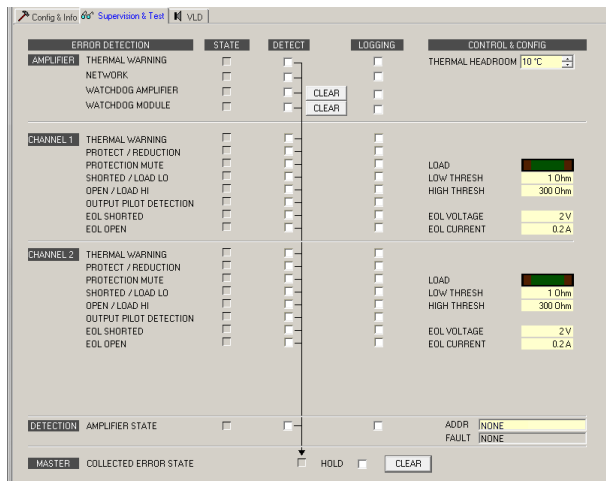 Config & Info Supervision & Test VLD
ERROR DETECTION STATE DETECT LOGGING CONTROL & CONFIG
AMPLIFIER THERMAL WARNING THERMAL HEADROOM 10 °C
NETWORK
WATCHDOG AMPLIFIER CLEAR
WATCHDOG MODULE CLEAR
CHANNEL 1 THERMAL WARNING
PROTECT / REDUCTION
PROTECTION MUTE LOAD
SHORTED / LOAD LO LOW THRESH 1 Ohm
OPEN / LOAD HI HIGH THRESH 300 Ohm
OUTPUT PILOT DETECTION
EOL SHORTED EOL VOLTAGE 2 V
EOL OPEN EOL CURRENT 0.2 A
CHANNEL 2 THERMAL WARNING
PROTECT / REDUCTION
PROTECTION MUTE LOAD
SHORTED / LOAD LO LOW THRESH 1 Ohm
OPEN / LOAD HI HIGH THRESH 300 Ohm
OUTPUT PILOT DETECTION
EOL SHORTED EOL VOLTAGE 2 V
EOL OPEN EOL CURRENT 0.2 A
DETECTION AMPLIFIER STATE ADDR NONE
FAULT NONE
MASTER COLLECTED ERROR STATE HOLD CLEAR